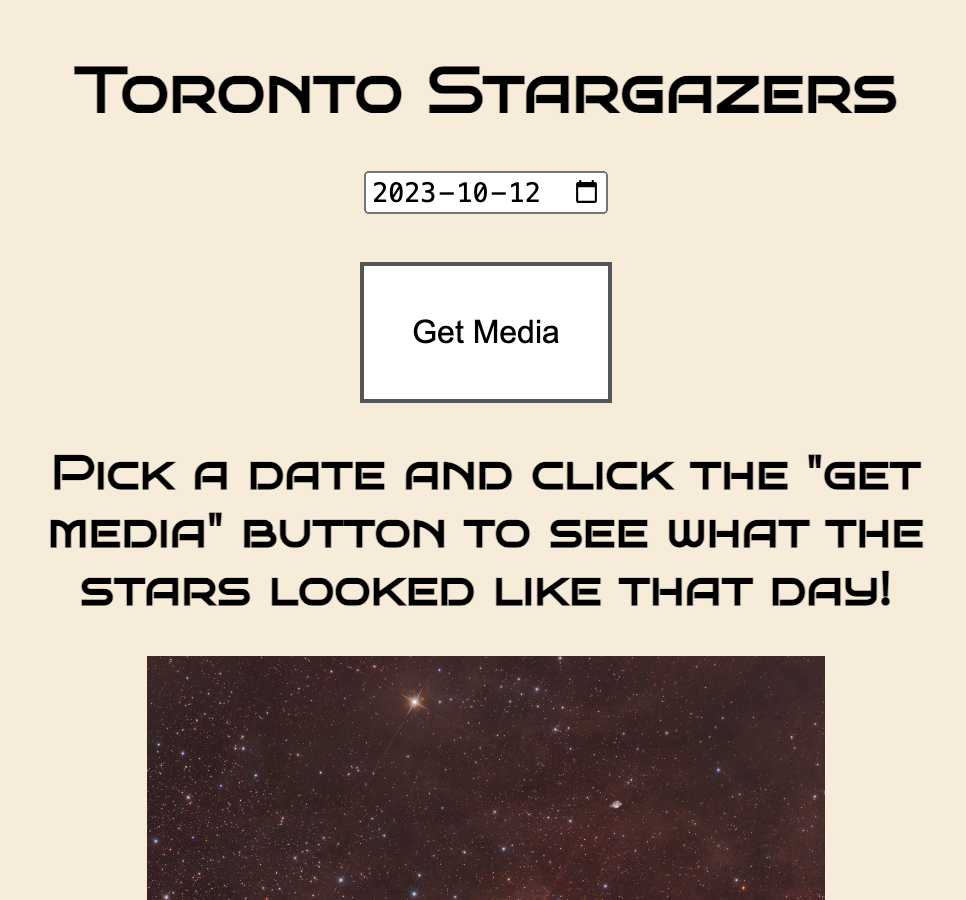 Toronto Stargazers
2023-10-12
Get Media
Pick a date and click the "get
media" button to see what the
stars looked like that day!